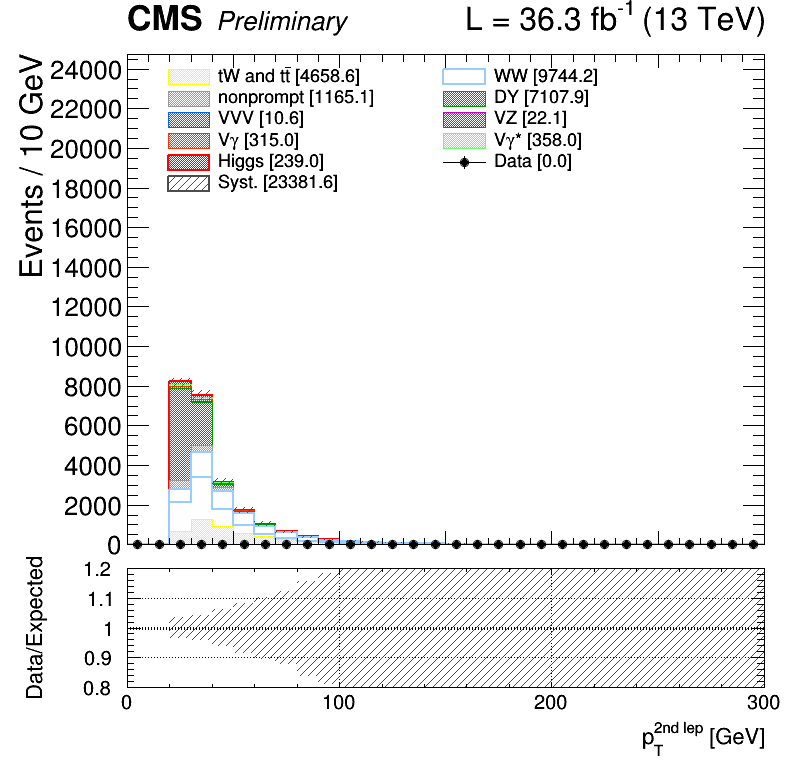 CMS Preliminary L = 36.3 fb⁻¹ (13 TeV)
Events / 10 GeV
24000
22000
20000
18000
16000
14000
12000
10000
8000
6000
4000
2000
0
tW and tt̄ [4658.6]
nonprompt [1165.1]
VVV [10.6]
Vγ [315.0]
Higgs [239.0]
Syst. [23381.6]
WW [9744.2]
DY [7107.9]
VZ [22.1]
Vγ* [358.0]
Data [0.0]
Data/Expected
1.2
1.1
1
0.9
0.8
0 100 200 300
p_T^{2nd lep} [GeV]